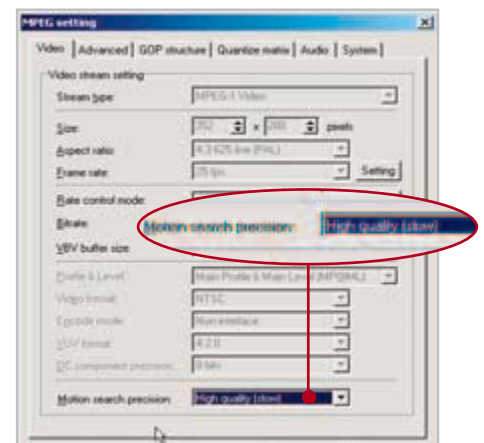 MPEG setting
Video Advanced GOP structure Quantize matrix Audio System
Video stream setting
Stream type: MPEG-1 Video
Size: 352 x 288 pixels
Aspect ratio: 4:3 625 line (PAL)
Frame rate: 25 fps Setting
Rate control mode:
Bitrate:
Motion search precision: High quality (slow)
VBV buffer size
Profile & Level: Main Profile & Main Level (MP@ML)
Video format: NTSC
Encode mode: Non-interlace
YUV format: 4:2:0
DC component precision: 8 bits
Motion search precision: High quality (slow)